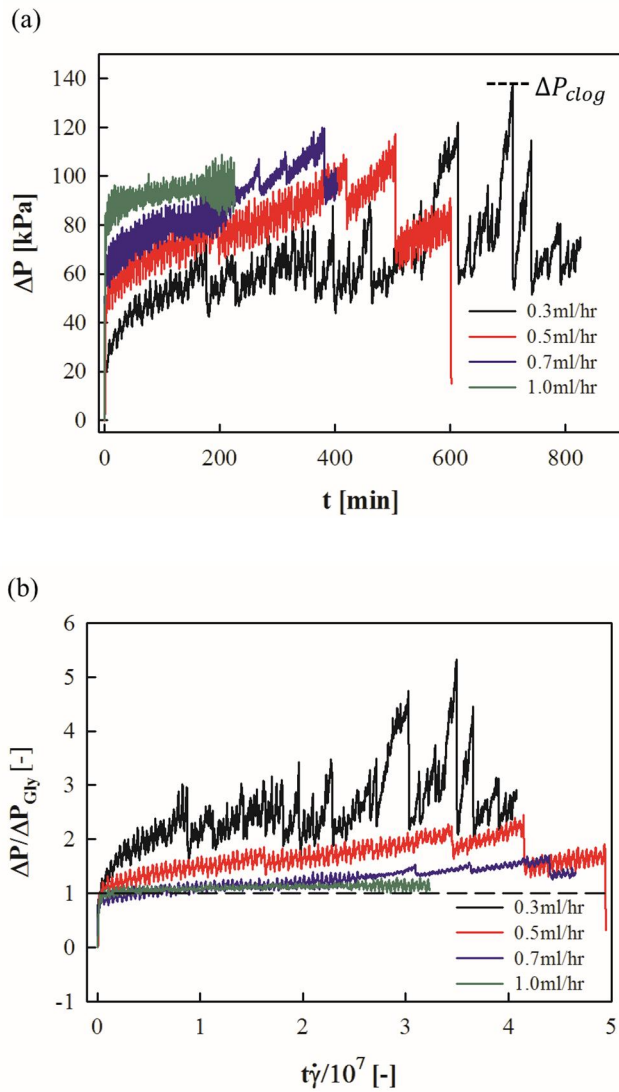 (a)
140
120
100
80
60
40
20
0
ΔP [kPa]
ΔP_clog
0.3ml/hr
0.5ml/hr
0.7ml/hr
1.0ml/hr
0 200 400 600 800
t [min]
(b)
6
5
4
3
2
1
0
-1
ΔP/ΔP_Gly [-]
0.3ml/hr
0.5ml/hr
0.7ml/hr
1.0ml/hr
0 1 2 3 4 5
tγ̇/10⁷ [-]